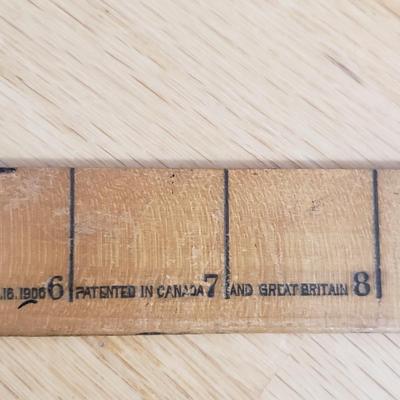 .16.1906 6 PATENTED IN CANADA 7 AND GREAT BRITAIN 8